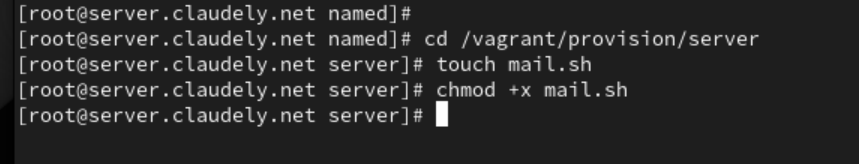 [root@server.claudely.net named]#
[root@server.claudely.net named]# cd /vagrant/provision/server
[root@server.claudely.net server]# touch mail.sh
[root@server.claudely.net server]# chmod +x mail.sh
[root@server.claudely.net server]#